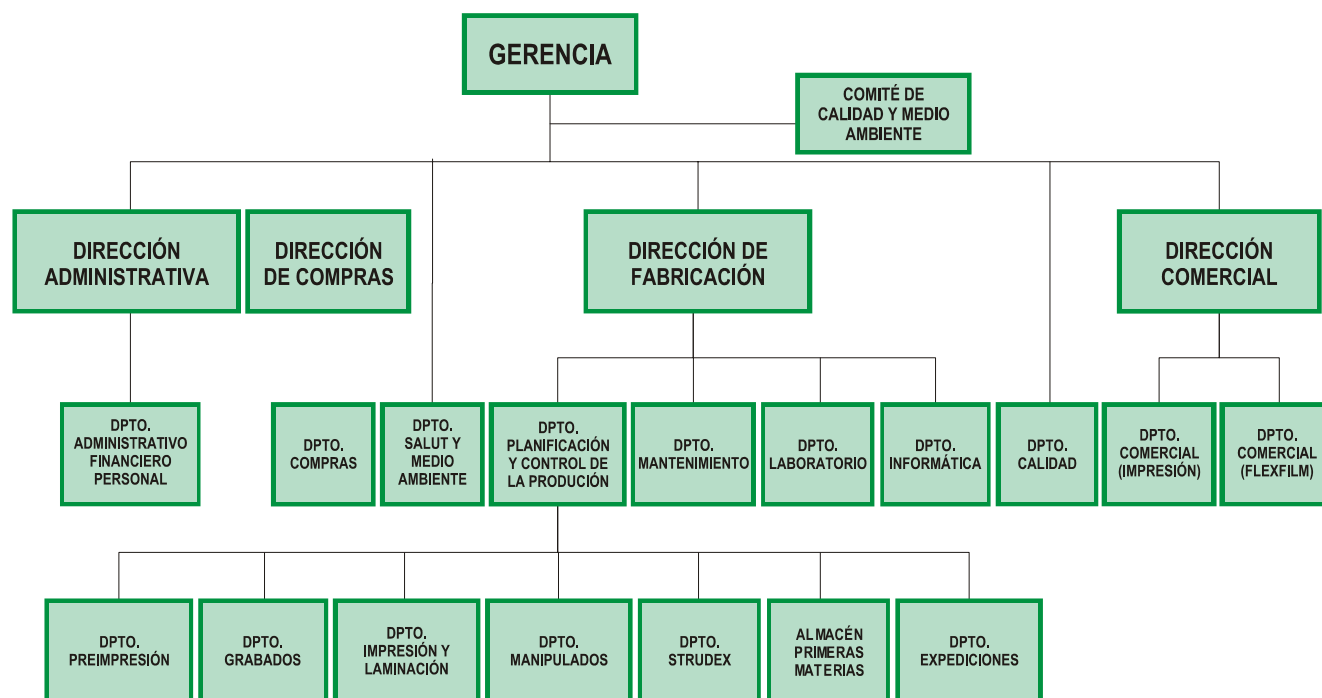 GERENCIA
COMITÉ DE
CALIDAD Y MEDIO
AMBIENTE
DIRECCIÓN
ADMINISTRATIVA
DIRECCIÓN
DE COMPRAS
DIRECCIÓN DE
FABRICACIÓN
DIRECCIÓN
COMERCIAL
DPTO.
ADMINISTRATIVO
FINANCIERO
PERSONAL
DPTO.
COMPRAS
DPTO.
SALUT Y
MEDIO
AMBIENTE
DPTO.
PLANIFICACIÓN
Y CONTROL DE
LA PRODUCIÓN
DPTO.
MANTENIMIENTO
DPTO.
LABORATORIO
DPTO.
INFORMÁTICA
DPTO.
CALIDAD
DPTO.
COMERCIAL
(IMPRESIÓN)
DPTO.
COMERCIAL
(FLEXFILM)
DPTO.
PREIMPRESIÓN
DPTO.
GRABADOS
DPTO.
IMPRESIÓN Y
LAMINACIÓN
DPTO.
MANIPULADOS
DPTO.
STRUDEX
ALMACÉN
PRIMERAS
MATERIAS
DPTO.
EXPEDICIONES